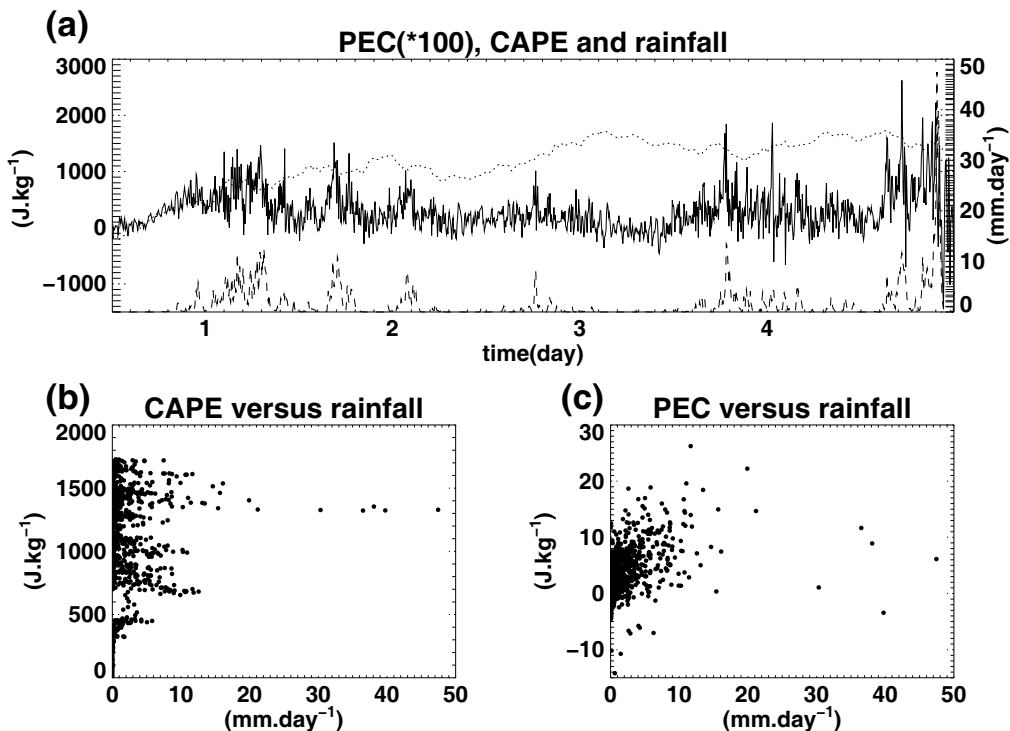 (a)
PEC(*100), CAPE and rainfall
3000
2000
1000
0
−1000
(J.kg⁻¹)
50
40
30
20
10
0
(mm.day⁻¹)
1 2 3 4
time(day)
(b)
CAPE versus rainfall
2000
1500
1000
500
0
(J.kg⁻¹)
0 10 20 30 40 50
(mm.day⁻¹)
(c)
PEC versus rainfall
30
20
10
0
−10
(J.kg⁻¹)
0 10 20 30 40 50
(mm.day⁻¹)